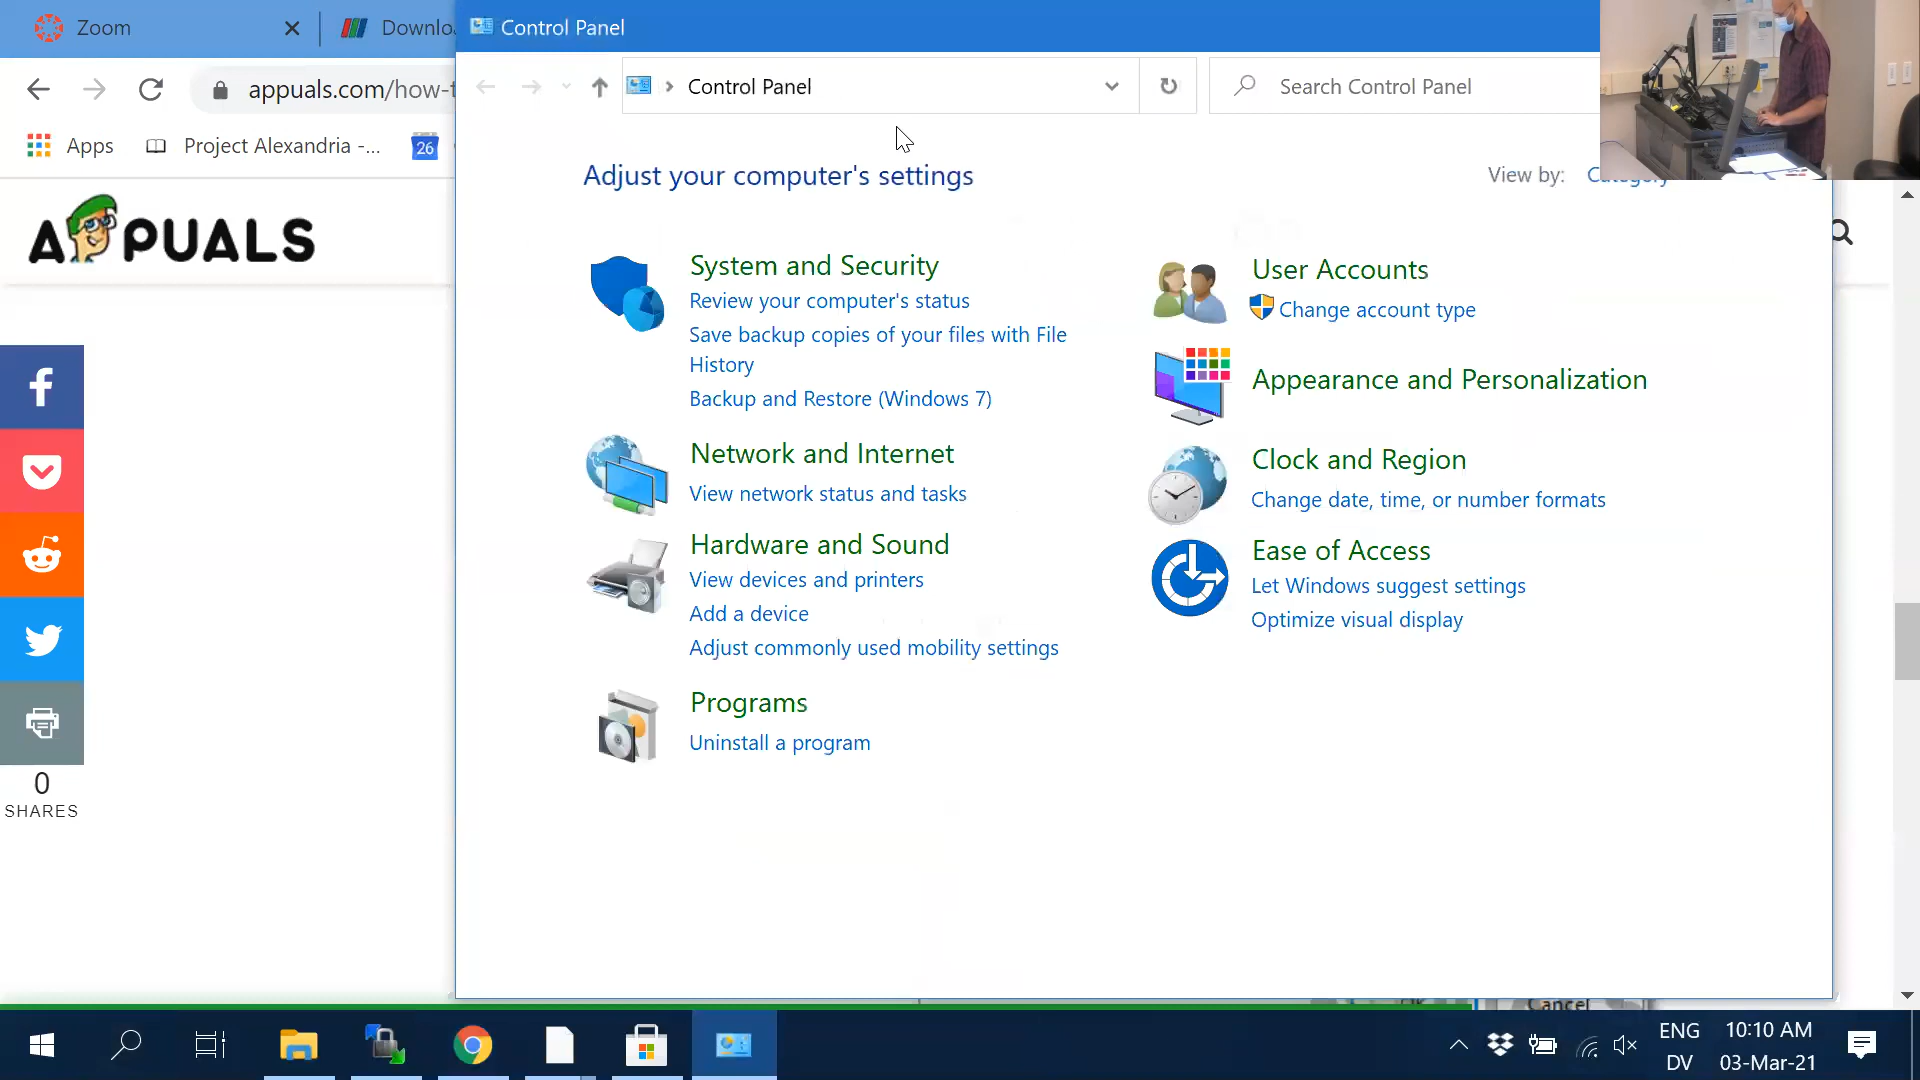 Zoom
Downlo
Control Panel
appuals.com/how-t
Control Panel
Search Control Panel
Apps
Project Alexandria -...
26
Adjust your computer's settings
View by:
Category
APPUALS
System and Security
Review your computer's status
Save backup copies of your files with File
History
Backup and Restore (Windows 7)
Network and Internet
View network status and tasks
Hardware and Sound
View devices and printers
Add a device
Adjust commonly used mobility settings
Programs
Uninstall a program
User Accounts
Change account type
Appearance and Personalization
Clock and Region
Change date, time, or number formats
Ease of Access
Let Windows suggest settings
Optimize visual display
0
SHARES
Cancel
ENG
DV
10:10 AM
03-Mar-21